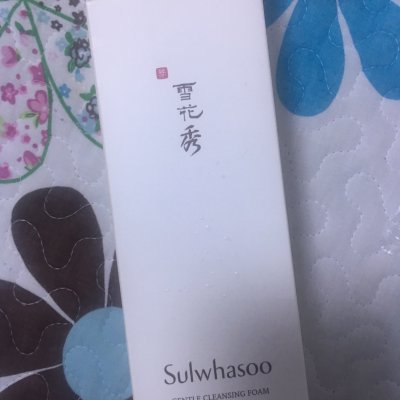 雪
花
秀
Sulwhasoo
GENTLE CLEANSING FOAM